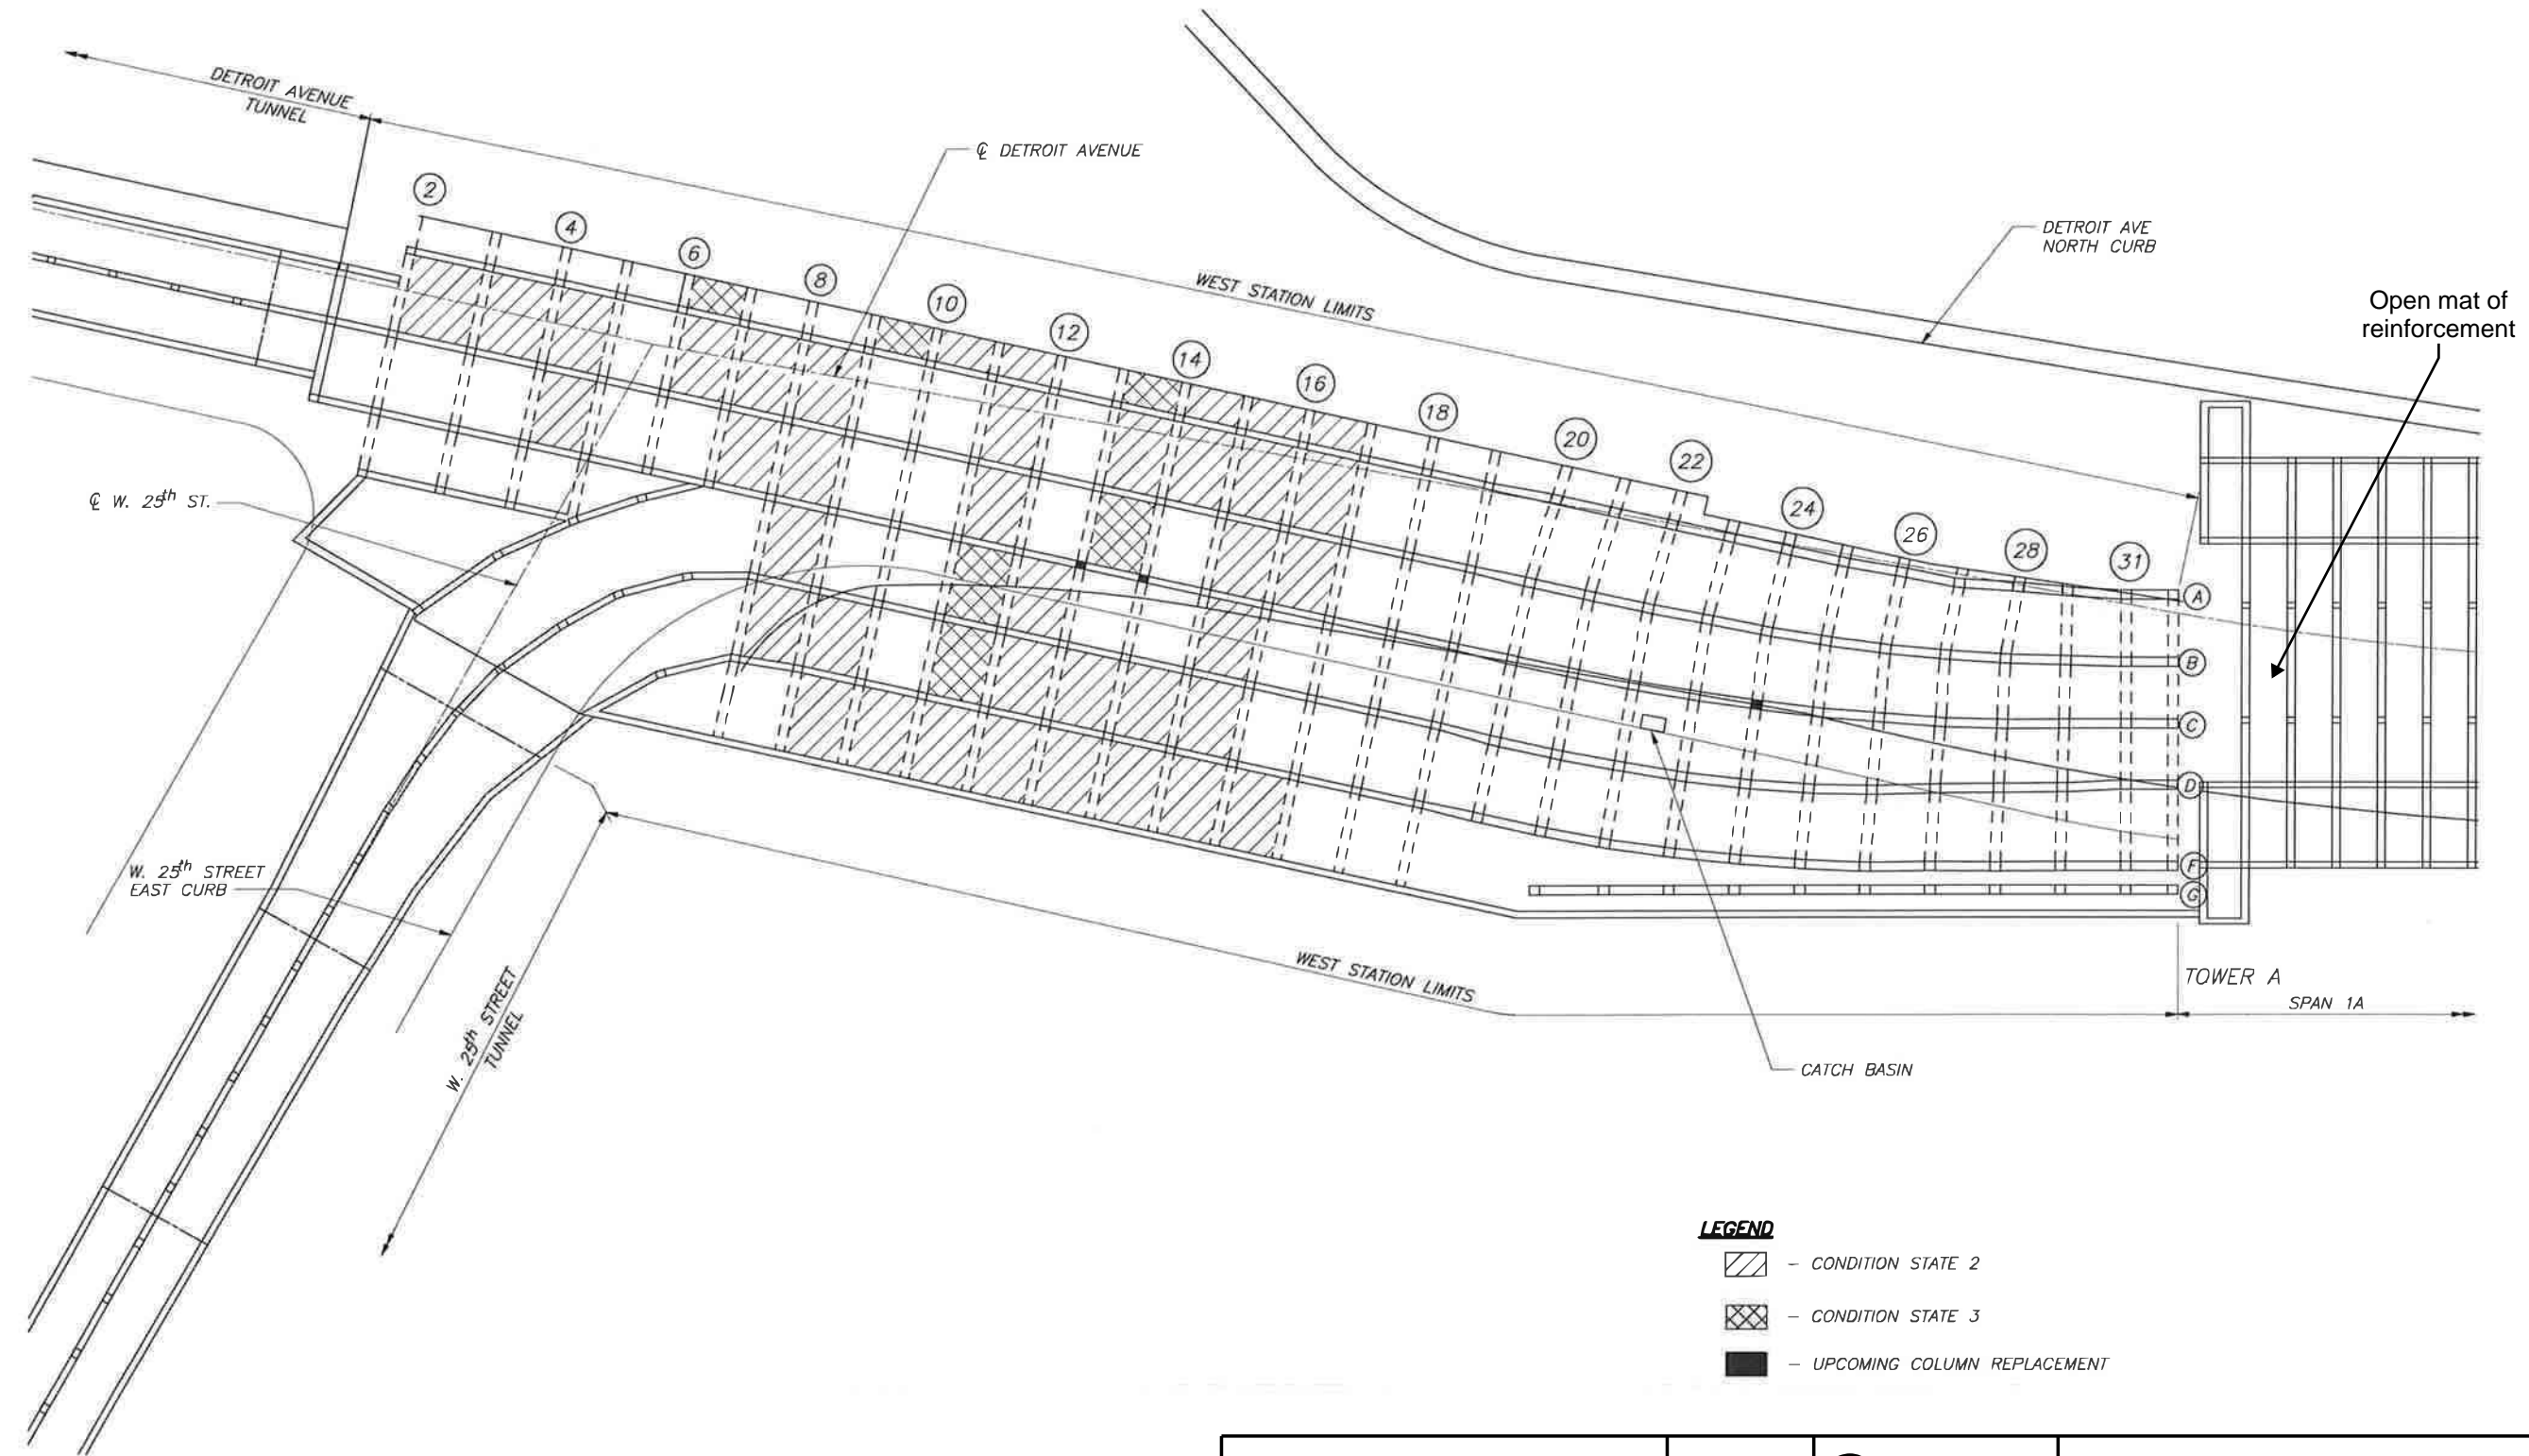 DETROIT AVENUE
TUNNEL
℄ DETROIT AVENUE
DETROIT AVE
NORTH CURB
WEST STATION LIMITS
Open mat of
reinforcement
2
4
6
8
10
12
14
16
18
20
22
24
26
28
31
A
B
C
D
F
G
℄ W. 25th ST.
W. 25th STREET
EAST CURB
W. 25th STREET
TUNNEL
WEST STATION LIMITS
TOWER A
SPAN 1A
CATCH BASIN
LEGEND
- CONDITION STATE 2
- CONDITION STATE 3
- UPCOMING COLUMN REPLACEMENT